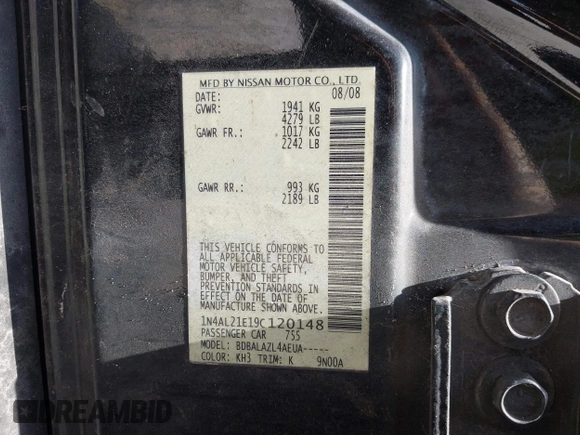 MFD BY NISSAN MOTOR CO., LTD.
DATE: 08/08
GVWR: 1941 KG
4279 LB
GAWR FR.: 1017 KG
2242 LB
GAWR RR.: 993 KG
2189 LB
THIS VEHICLE CONFORMS TO
ALL APPLICABLE FEDERAL
MOTOR VEHICLE SAFETY,
BUMPER, AND THEFT
PREVENTION STANDARDS IN
EFFECT ON THE DATE OF
MANUFACTURE SHOWN ABOVE.
1N4AL21E19C120148
PASSENGER CAR 755
MODEL: BDBALAZL4AEUA-----
COLOR: KH3 TRIM: K 9N00A
DREAMBID